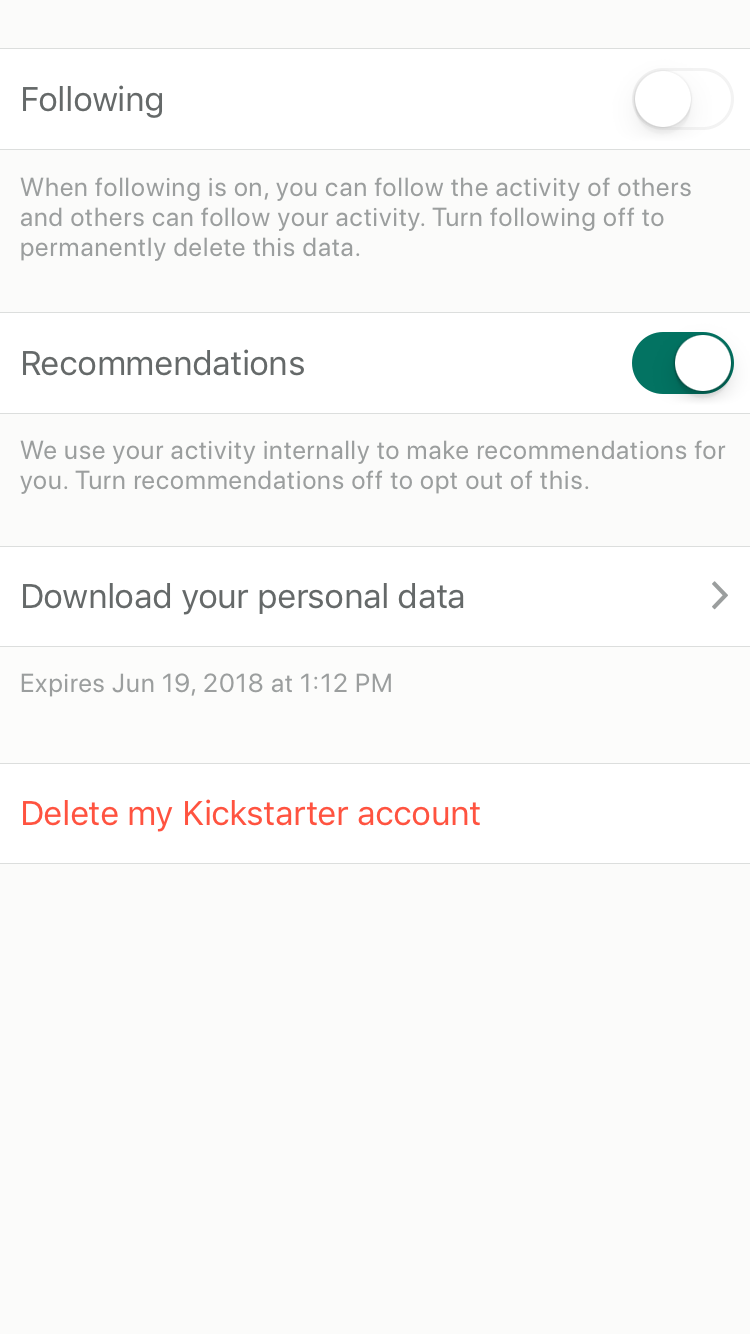 Following
When following is on, you can follow the activity of others
and others can follow your activity. Turn following off to
permanently delete this data.
Recommendations
We use your activity internally to make recommendations for
you. Turn recommendations off to opt out of this.
Download your personal data
Expires Jun 19, 2018 at 1:12 PM
Delete my Kickstarter account